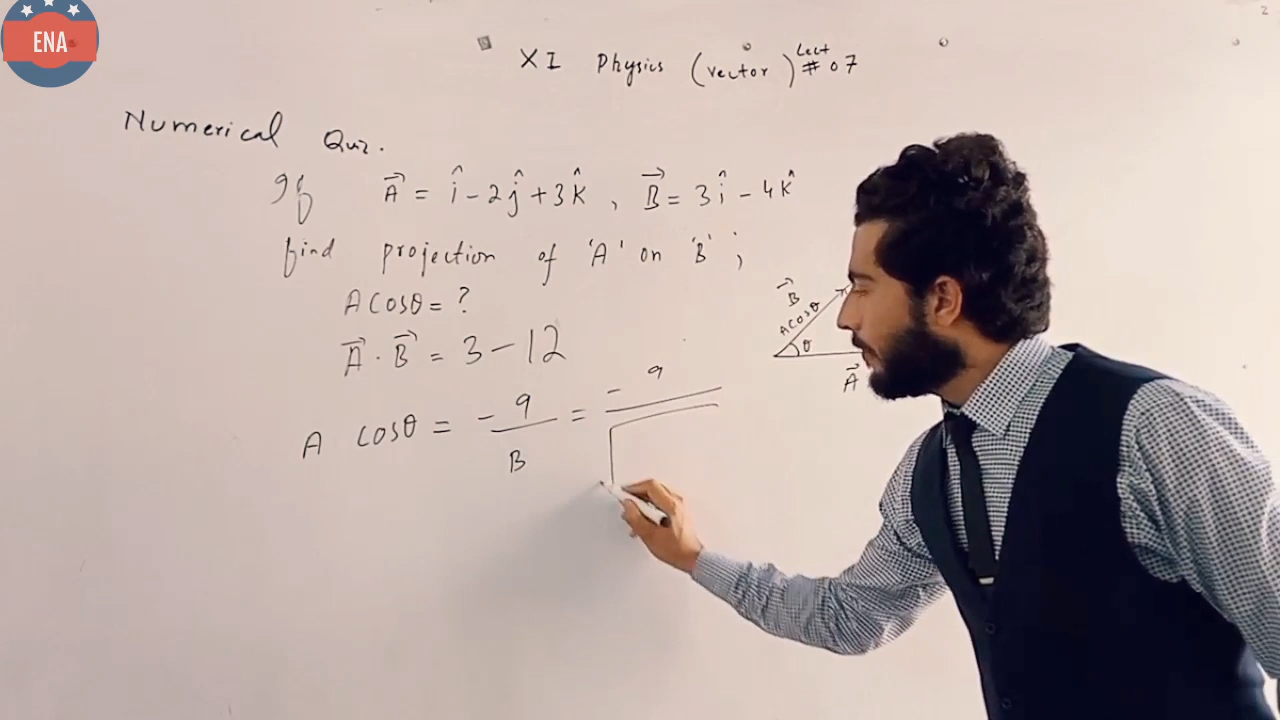 ENA
2
XI Physics (vector) Lect # 07
Numerical Quiz.
If A⃗ = î - 2ĵ + 3k̂ , B⃗ = 3î - 4k̂
find projection of 'A' on 'B' ;
A cosθ = ?
A⃗ . B⃗ = 3 - 12
A cosθ = -9/B = -9/√
B⃗
A cosθ
θ
A⃗